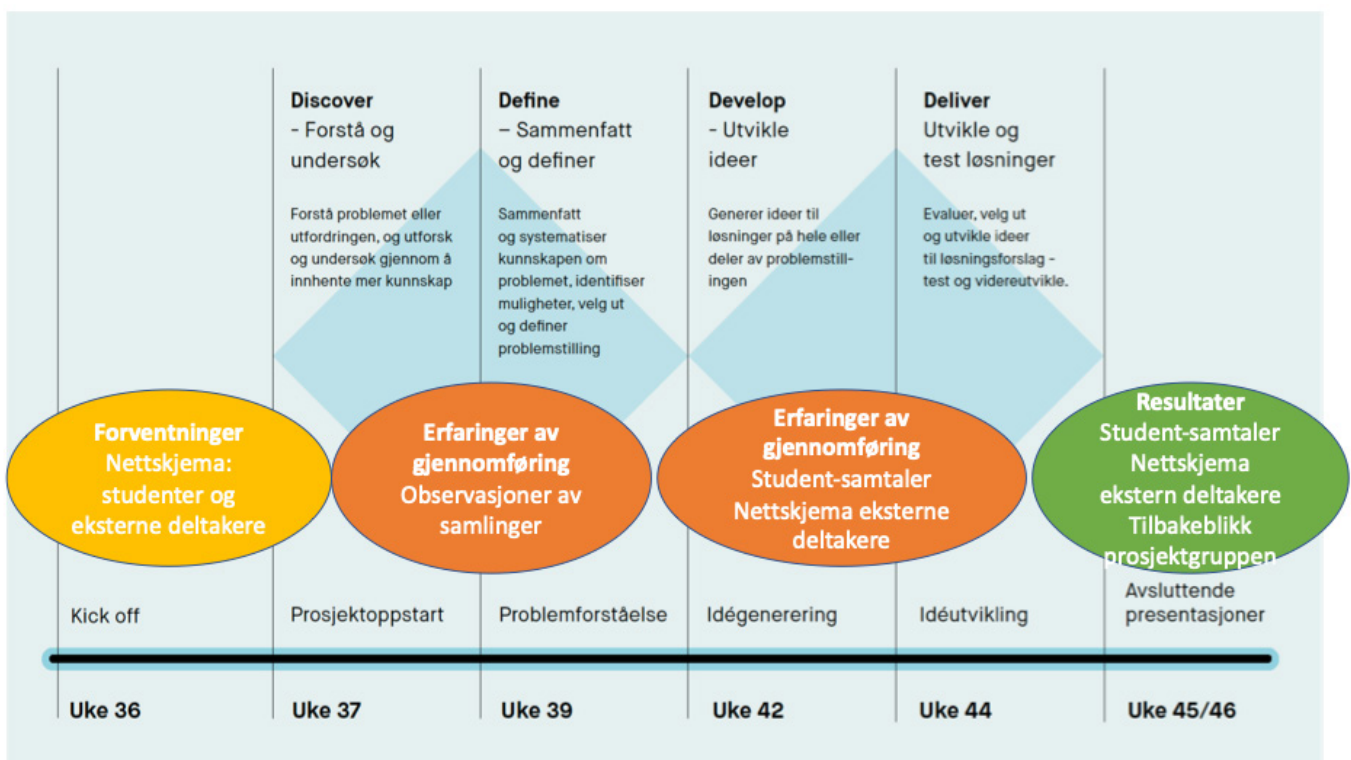 Discover
- Forstå og
undersøk
Forstå problemet eller
utfordringen, og utforsk
og undersøk gjennom å
innhente mer kunnskap
Define
– Sammenfatt
og definer
Sammenfatt
og systematiser
kunnskapen om
problemet, identifiser
muligheter, velg ut
og definer
problemstilling
Develop
- Utvikle
ideer
Generer ideer til
løsninger på hele eller
deler av problemstill-
ingen
Deliver
Utvikle og
test løsninger
Evaluer, velg ut
og utvikle ideer
til løsningsforslag -
test og videreutvikle.
Forventninger
Nettskjema:
studenter og
eksterne deltakere
Erfaringer av
gjennomføring
Observasjoner av
samlinger
Erfaringer av
gjennomføring
Student-samtaler
Nettskjema eksterne
deltakere
Resultater
Student-samtaler
Nettskjema
ekstern deltakere
Tilbakeblikk
prosjektgruppen
Kick off
Prosjektoppstart
Problemforståelse
Idégenerering
Idéutvikling
Avsluttende
presentasjoner
Uke 36
Uke 37
Uke 39
Uke 42
Uke 44
Uke 45/46